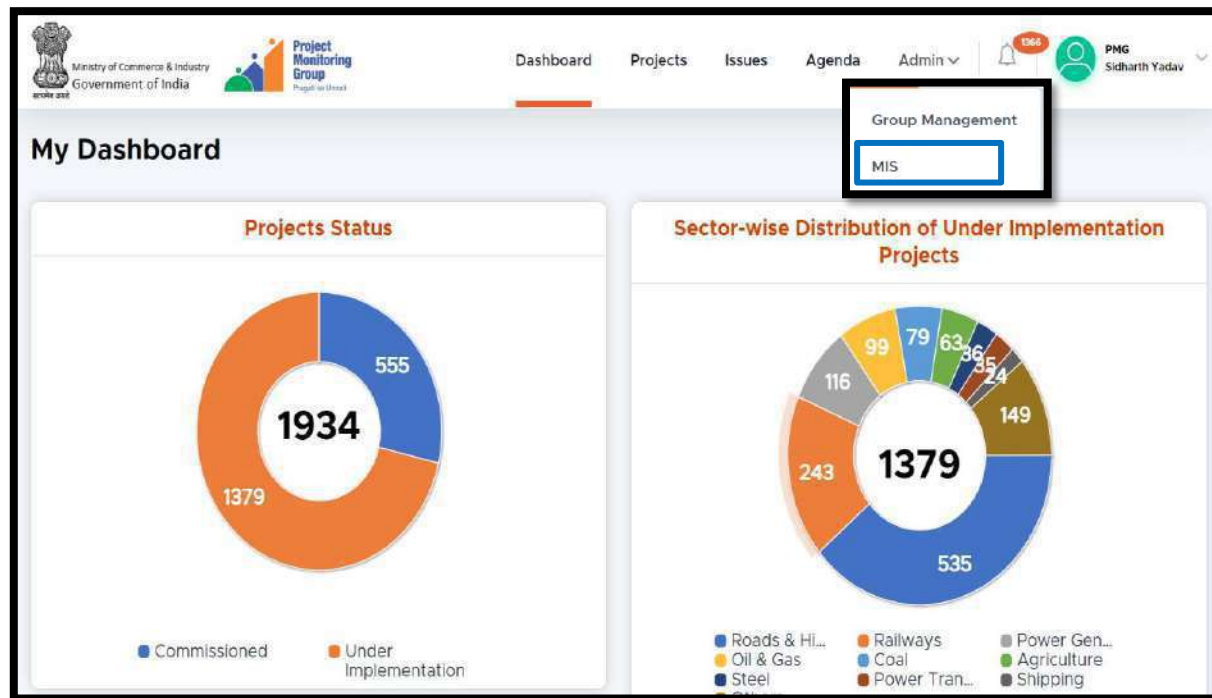 सत्यमेव जयते
Ministry of Commerce & Industry
Government of India
Project
Monitoring
Group
Dashboard
Projects
Issues
Agenda
Admin
1366
PMG
Sidharth Yadav
Group Management
MIS
My Dashboard
Projects Status
555
1934
1379
Commissioned
Under
Implementation
Sector-wise Distribution of Under Implementation
Projects
99
79
63
36
35
24
116
149
243
1379
535
Roads & Hi...
Railways
Power Gen...
Oil & Gas
Coal
Agriculture
Steel
Power Tran...
Shipping